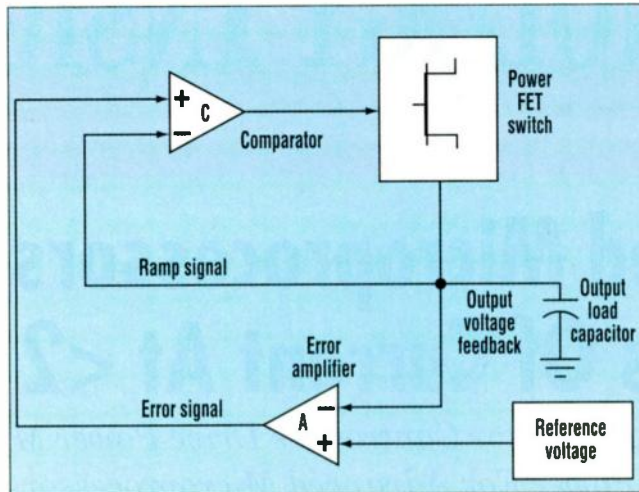 Power
FET
switch
+
C
−
Comparator
Ramp signal
Output
voltage
feedback
Output
load
capacitor
Error
amplifier
Error signal
A
−
+
Reference
voltage